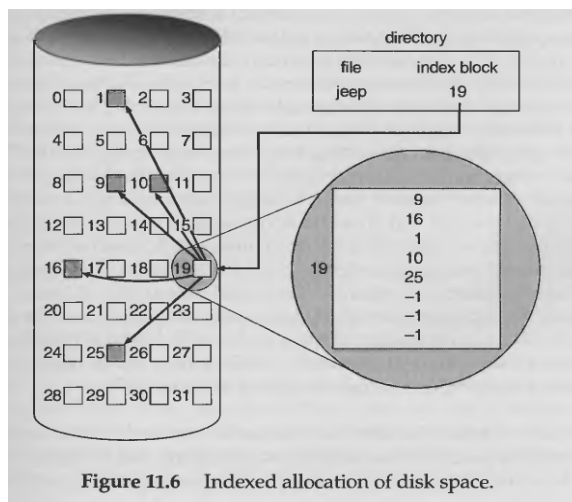 directory
file index block
jeep 19
0 1 2 3
4 5 6 7
8 9 10 11
12 13 14 15
16 17 18 19
20 21 22 23
24 25 26 27
28 29 30 31
19
9
16
1
10
25
-1
-1
-1
Figure 11.6 Indexed allocation of disk space.